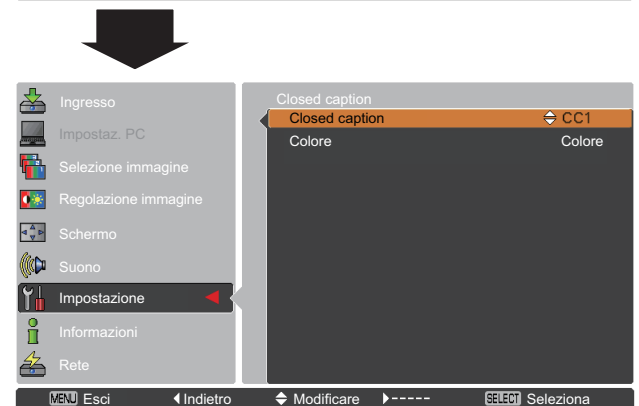 Ingresso
Impostaz. PC
Selezione immagine
Regolazione immagine
Schermo
Suono
Impostazione
Informazioni
Rete
Closed caption
Closed caption CC1
Colore Colore
MENU Esci Indietro Modificare ----- SELECT Seleziona